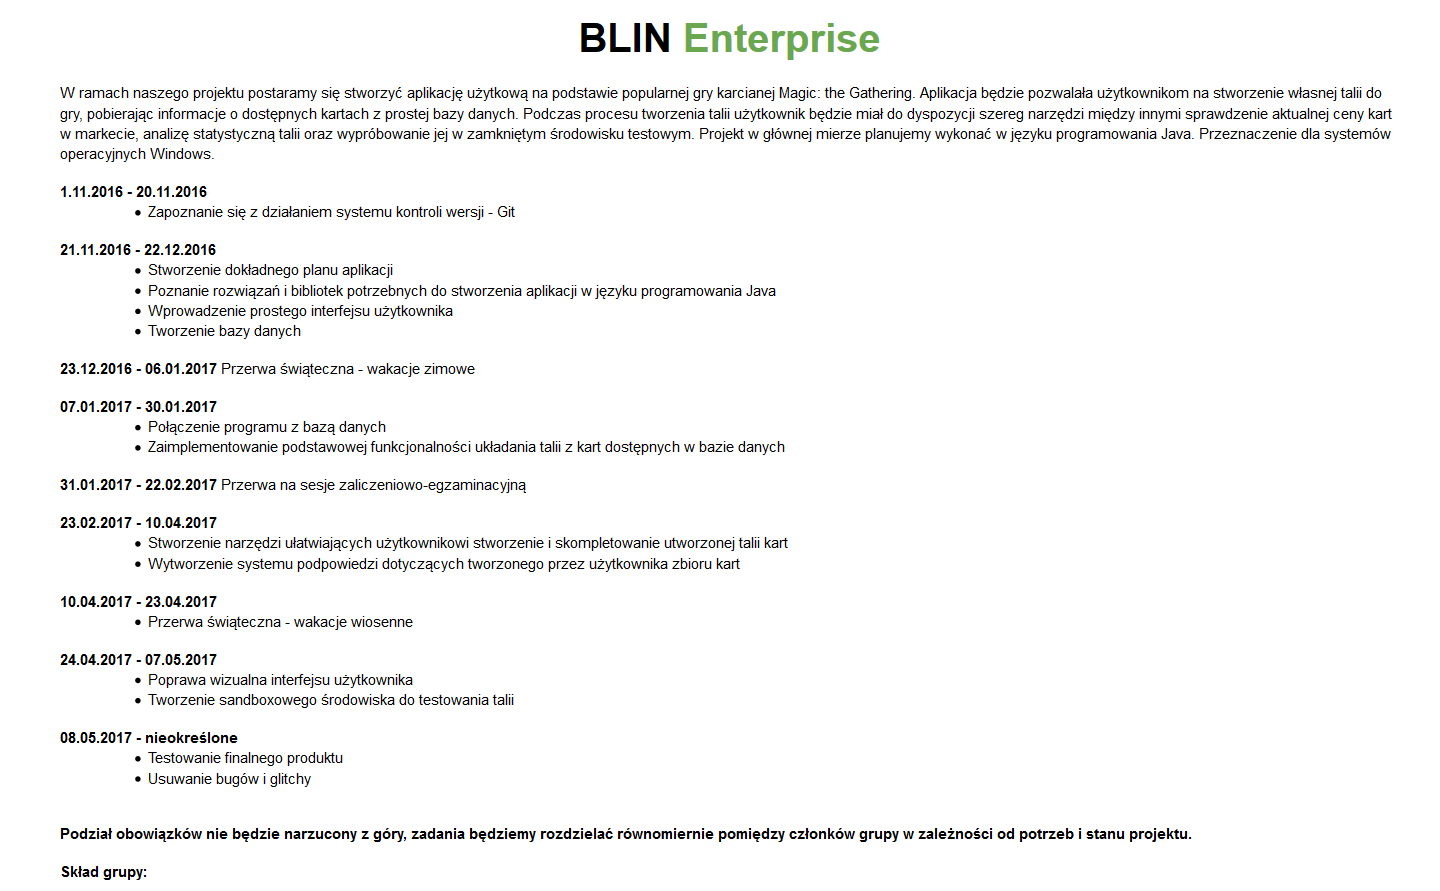 BLIN Enterprise
W ramach naszego projektu postaramy się stworzyć aplikację użytkową na podstawie popularnej gry karcianej Magic: the Gathering. Aplikacja będzie pozwalała użytkownikom na stworzenie własnej talii do
gry, pobierając informacje o dostępnych kartach z prostej bazy danych. Podczas procesu tworzenia talii użytkownik będzie miał do dyspozycji szereg narzędzi między innymi sprawdzenie aktualnej ceny kart
w markecie, analizę statystyczną talii oraz wypróbowanie jej w zamkniętym środowisku testowym. Projekt w głównej mierze planujemy wykonać w języku programowania Java. Przeznaczenie dla systemów
operacyjnych Windows.
1.11.2016 - 20.11.2016
• Zapoznanie się z działaniem systemu kontroli wersji - Git
21.11.2016 - 22.12.2016
• Stworzenie dokładnego planu aplikacji
• Poznanie rozwiązań i bibliotek potrzebnych do stworzenia aplikacji w języku programowania Java
• Wprowadzenie prostego interfejsu użytkownika
• Tworzenie bazy danych
23.12.2016 - 06.01.2017 Przerwa świąteczna - wakacje zimowe
07.01.2017 - 30.01.2017
• Połączenie programu z bazą danych
• Zaimplementowanie podstawowej funkcjonalności układania talii z kart dostępnych w bazie danych
31.01.2017 - 22.02.2017 Przerwa na sesje zaliczeniowo-egzaminacyjną
23.02.2017 - 10.04.2017
• Stworzenie narzędzi ułatwiających użytkownikowi stworzenie i skompletowanie utworzonej talii kart
• Wytworzenie systemu podpowiedzi dotyczących tworzonego przez użytkownika zbioru kart
10.04.2017 - 23.04.2017
• Przerwa świąteczna - wakacje wiosenne
24.04.2017 - 07.05.2017
• Poprawa wizualna interfejsu użytkownika
• Tworzenie sandboxowego środowiska do testowania talii
08.05.2017 - nieokreślone
• Testowanie finalnego produktu
• Usuwanie bugów i glitchy
Podział obowiązków nie będzie narzucony z góry, zadania będziemy rozdzielać równomiernie pomiędzy członków grupy w zależności od potrzeb i stanu projektu.
Skład grupy: